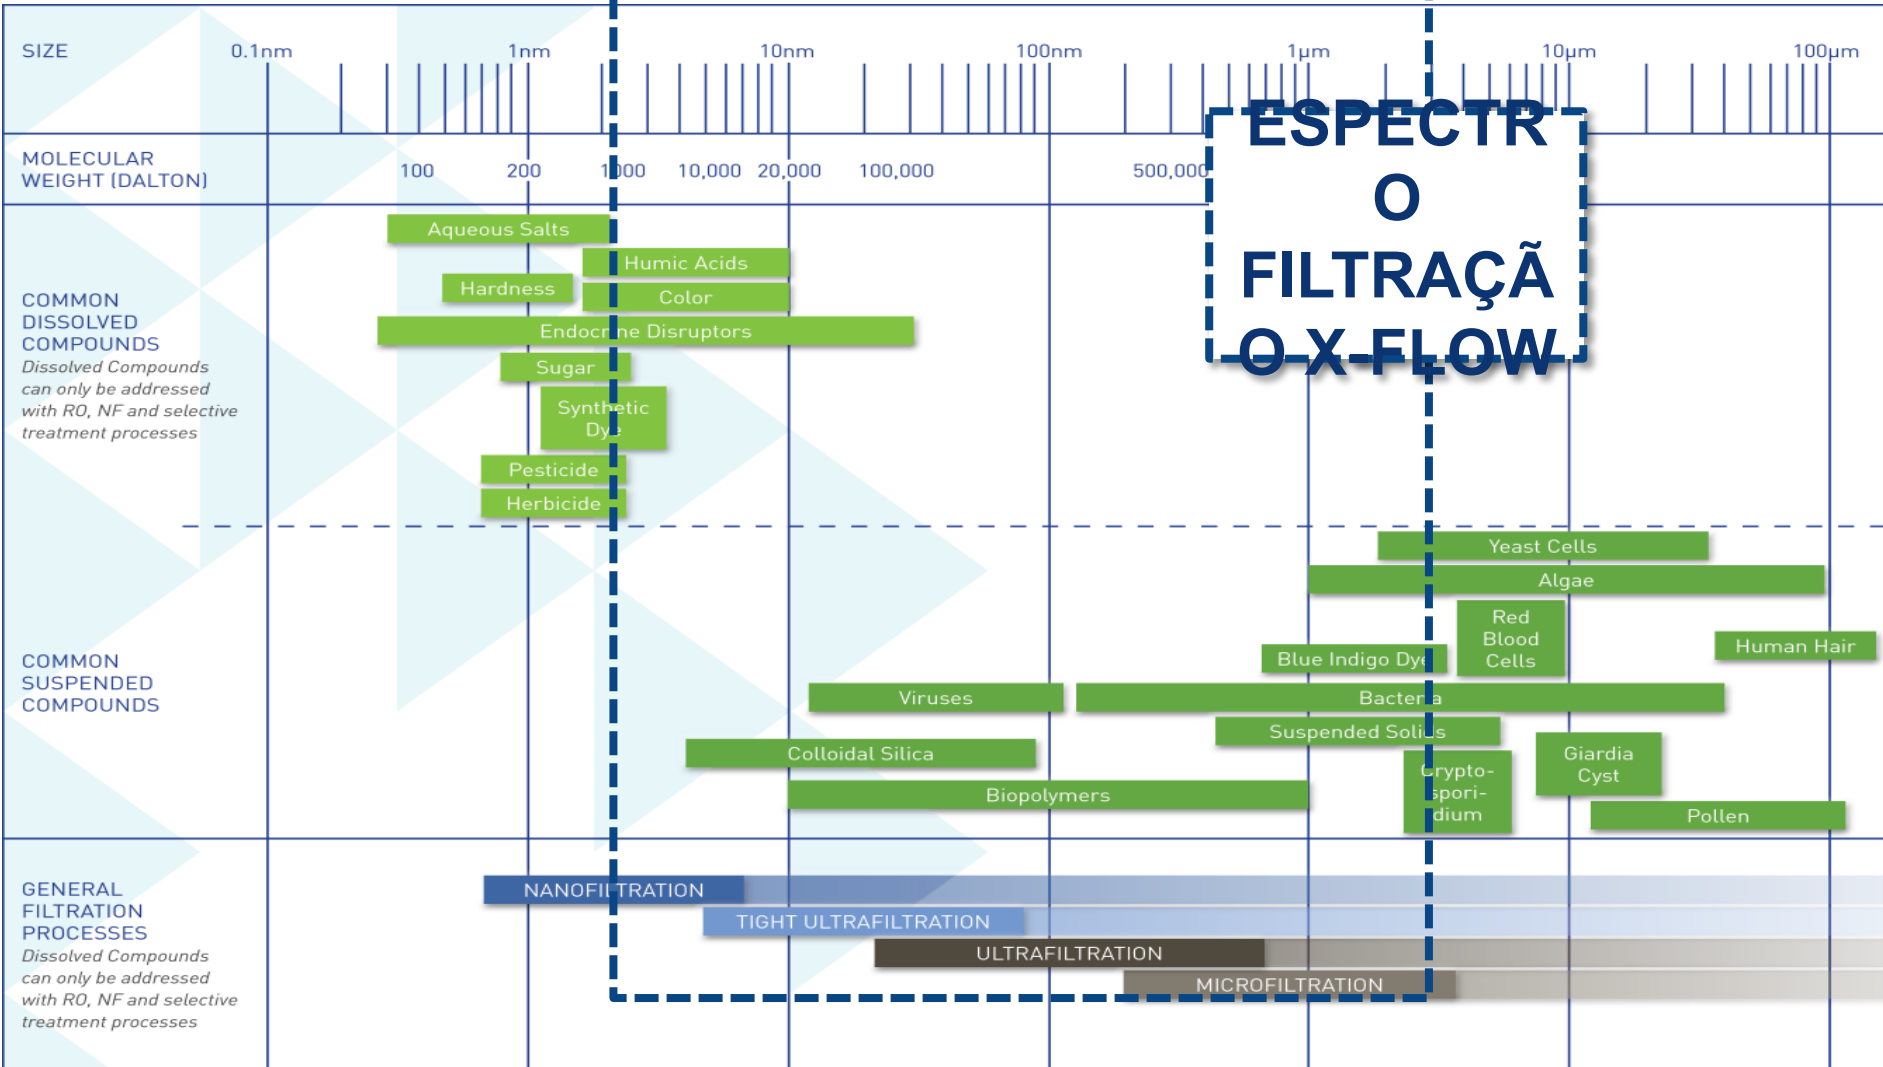 SIZE 0.1nm 1nm 10nm 100nm 1µm 10µm 100µm
ESPECTR
O
FILTRAÇÃ
O X-FLOW
MOLECULAR
WEIGHT (DALTON)
100 200 1000 10,000 20,000 100,000 500,000
COMMON
DISSOLVED
COMPOUNDS
Dissolved Compounds
can only be addressed
with RO, NF and selective
treatment processes
Aqueous Salts
Humic Acids
Hardness
Color
Endocrine Disruptors
Sugar
Synthetic
Dye
Pesticide
Herbicide
COMMON
SUSPENDED
COMPOUNDS
Yeast Cells
Algae
Red
Blood
Cells
Human Hair
Blue Indigo Dye
Viruses
Bacteria
Suspended Solids
Colloidal Silica
Giardia
Cyst
Crypto-
spori-
dium
Biopolymers
Pollen
GENERAL
FILTRATION
PROCESSES
Dissolved Compounds
can only be addressed
with RO, NF and selective
treatment processes
NANOFILTRATION
TIGHT ULTRAFILTRATION
ULTRAFILTRATION
MICROFILTRATION